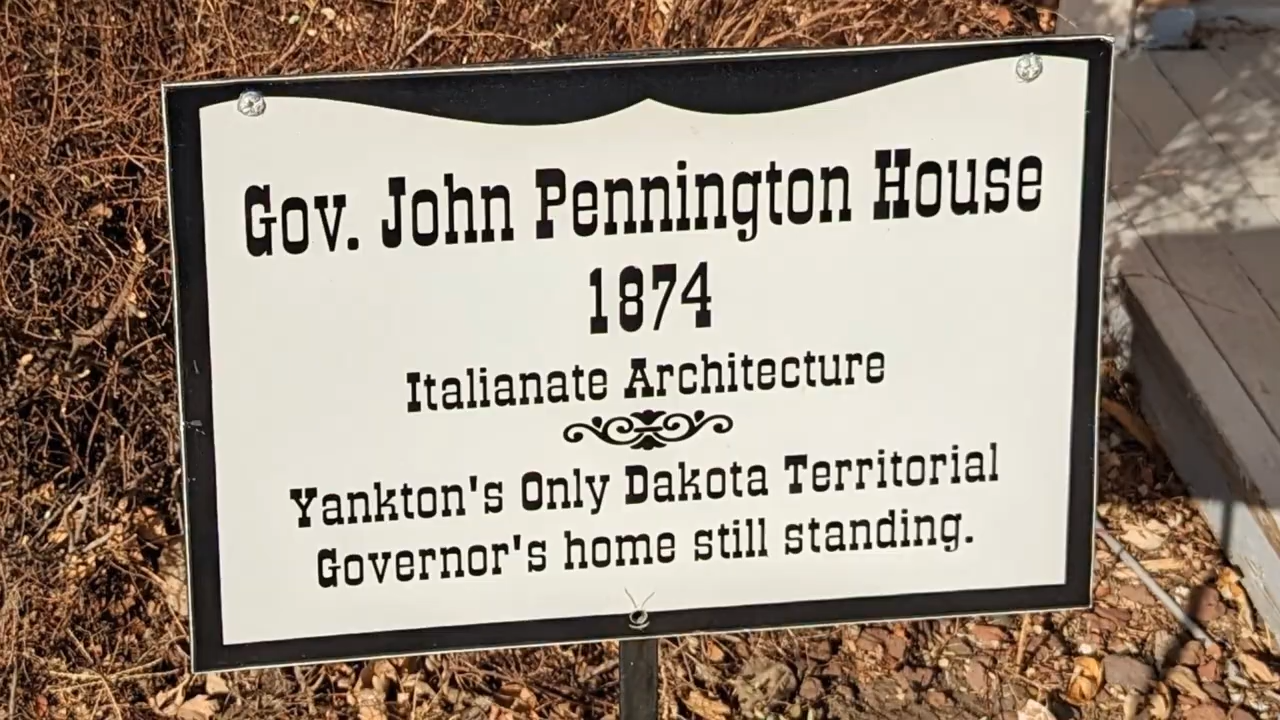 Gov. John Pennington House
1874
Italianate Architecture
Yankton's Only Dakota Territorial
Governor's home still standing.